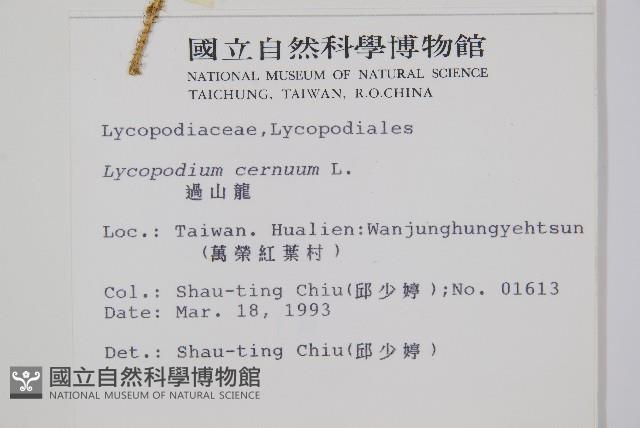 國立自然科學博物館
NATIONAL MUSEUM OF NATURAL SCIENCE
TAICHUNG, TAIWAN, R.O.CHINA
Lycopodiaceae,Lycopodiales
Lycopodium cernuum L.
過山龍
Loc.: Taiwan. Hualien:Wanjunghungyehtsun
(萬榮紅葉村)
Col.: Shau-ting Chiu(邱少婷);No. 01613
Date: Mar. 18, 1993
Det.: Shau-ting Chiu(邱少婷)
國立自然科學博物館
NATIONAL MUSEUM OF NATURAL SCIENCE